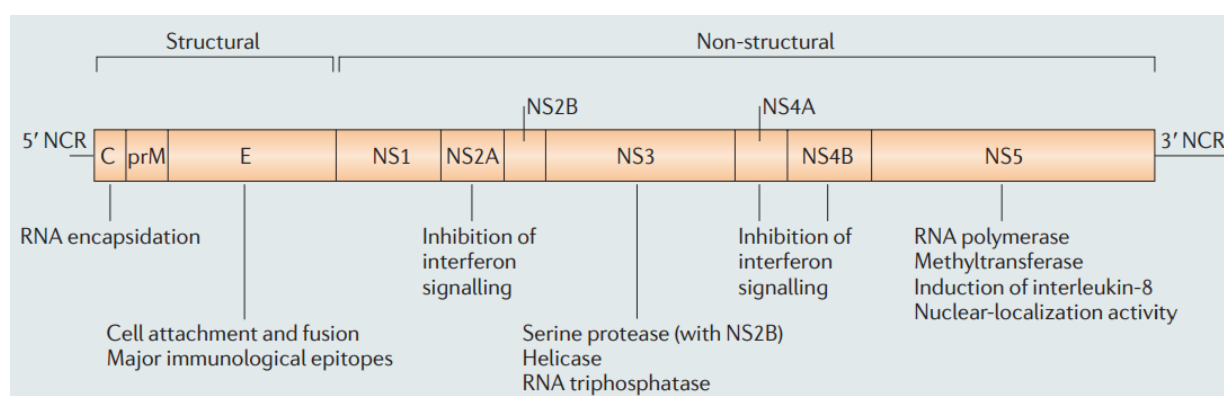 Structural
Non-structural
NS2B
NS4A
5′ NCR
C
prM
E
NS1
NS2A
NS3
NS4B
NS5
3′ NCR
RNA encapsidation
Inhibition of
interferon
signalling
Inhibition of
interferon
signalling
RNA polymerase
Methyltransferase
Induction of interleukin-8
Nuclear-localization activity
Cell attachment and fusion
Major immunological epitopes
Serine protease (with NS2B)
Helicase
RNA triphosphatase